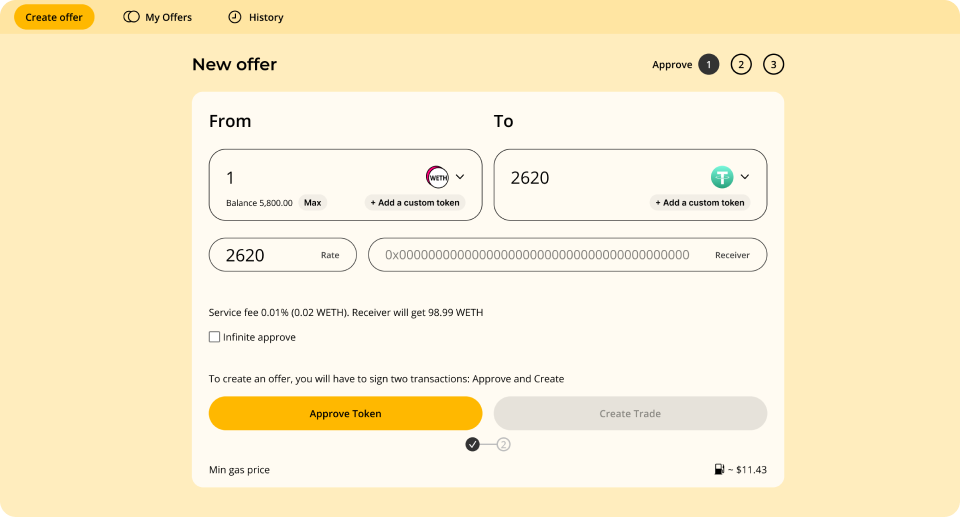 Create offer My Offers History
New offer Approve 1 2 3
From To
1 WETH 2620
Balance 5,800.00 Max + Add a custom token + Add a custom token
2620 Rate 0x0000000000000000000000000000000000000000 Receiver
Service fee 0.01% (0.02 WETH). Receiver will get 98.99 WETH
Infinite approve
To create an offer, you will have to sign two transactions: Approve and Create
Approve Token Create Trade
2
Min gas price ~ $11.43